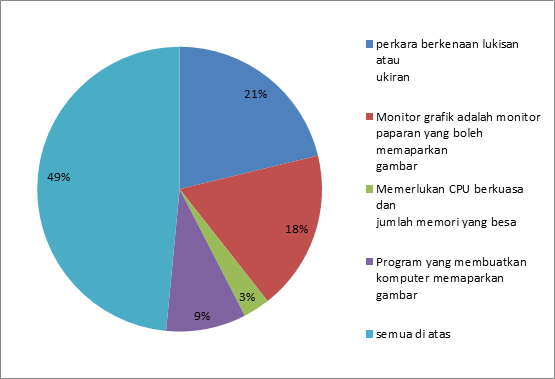 21%
18%
3%
9%
49%
perkara berkenaan lukisan
atau
ukiran
Monitor grafik adalah monitor
paparan yang boleh
memaparkan
gambar
Memerlukan CPU berkuasa
dan
jumlah memori yang besa
Program yang membuatkan
komputer memaparkan
gambar
semua di atas